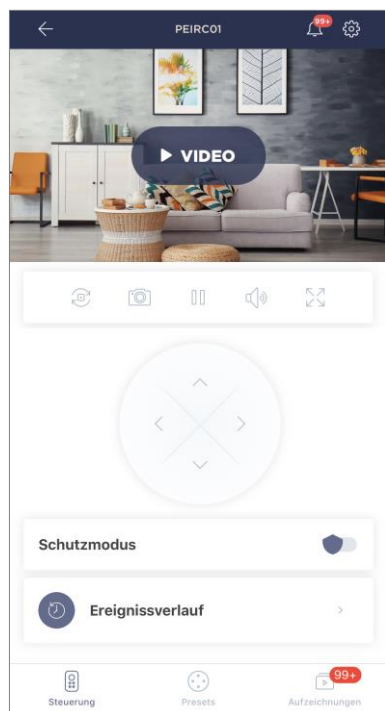 PEIRC01
99+
VIDEO
Schutzmodus
Ereignissverlauf
99+
Steuerung
Presets
Aufzeichnungen